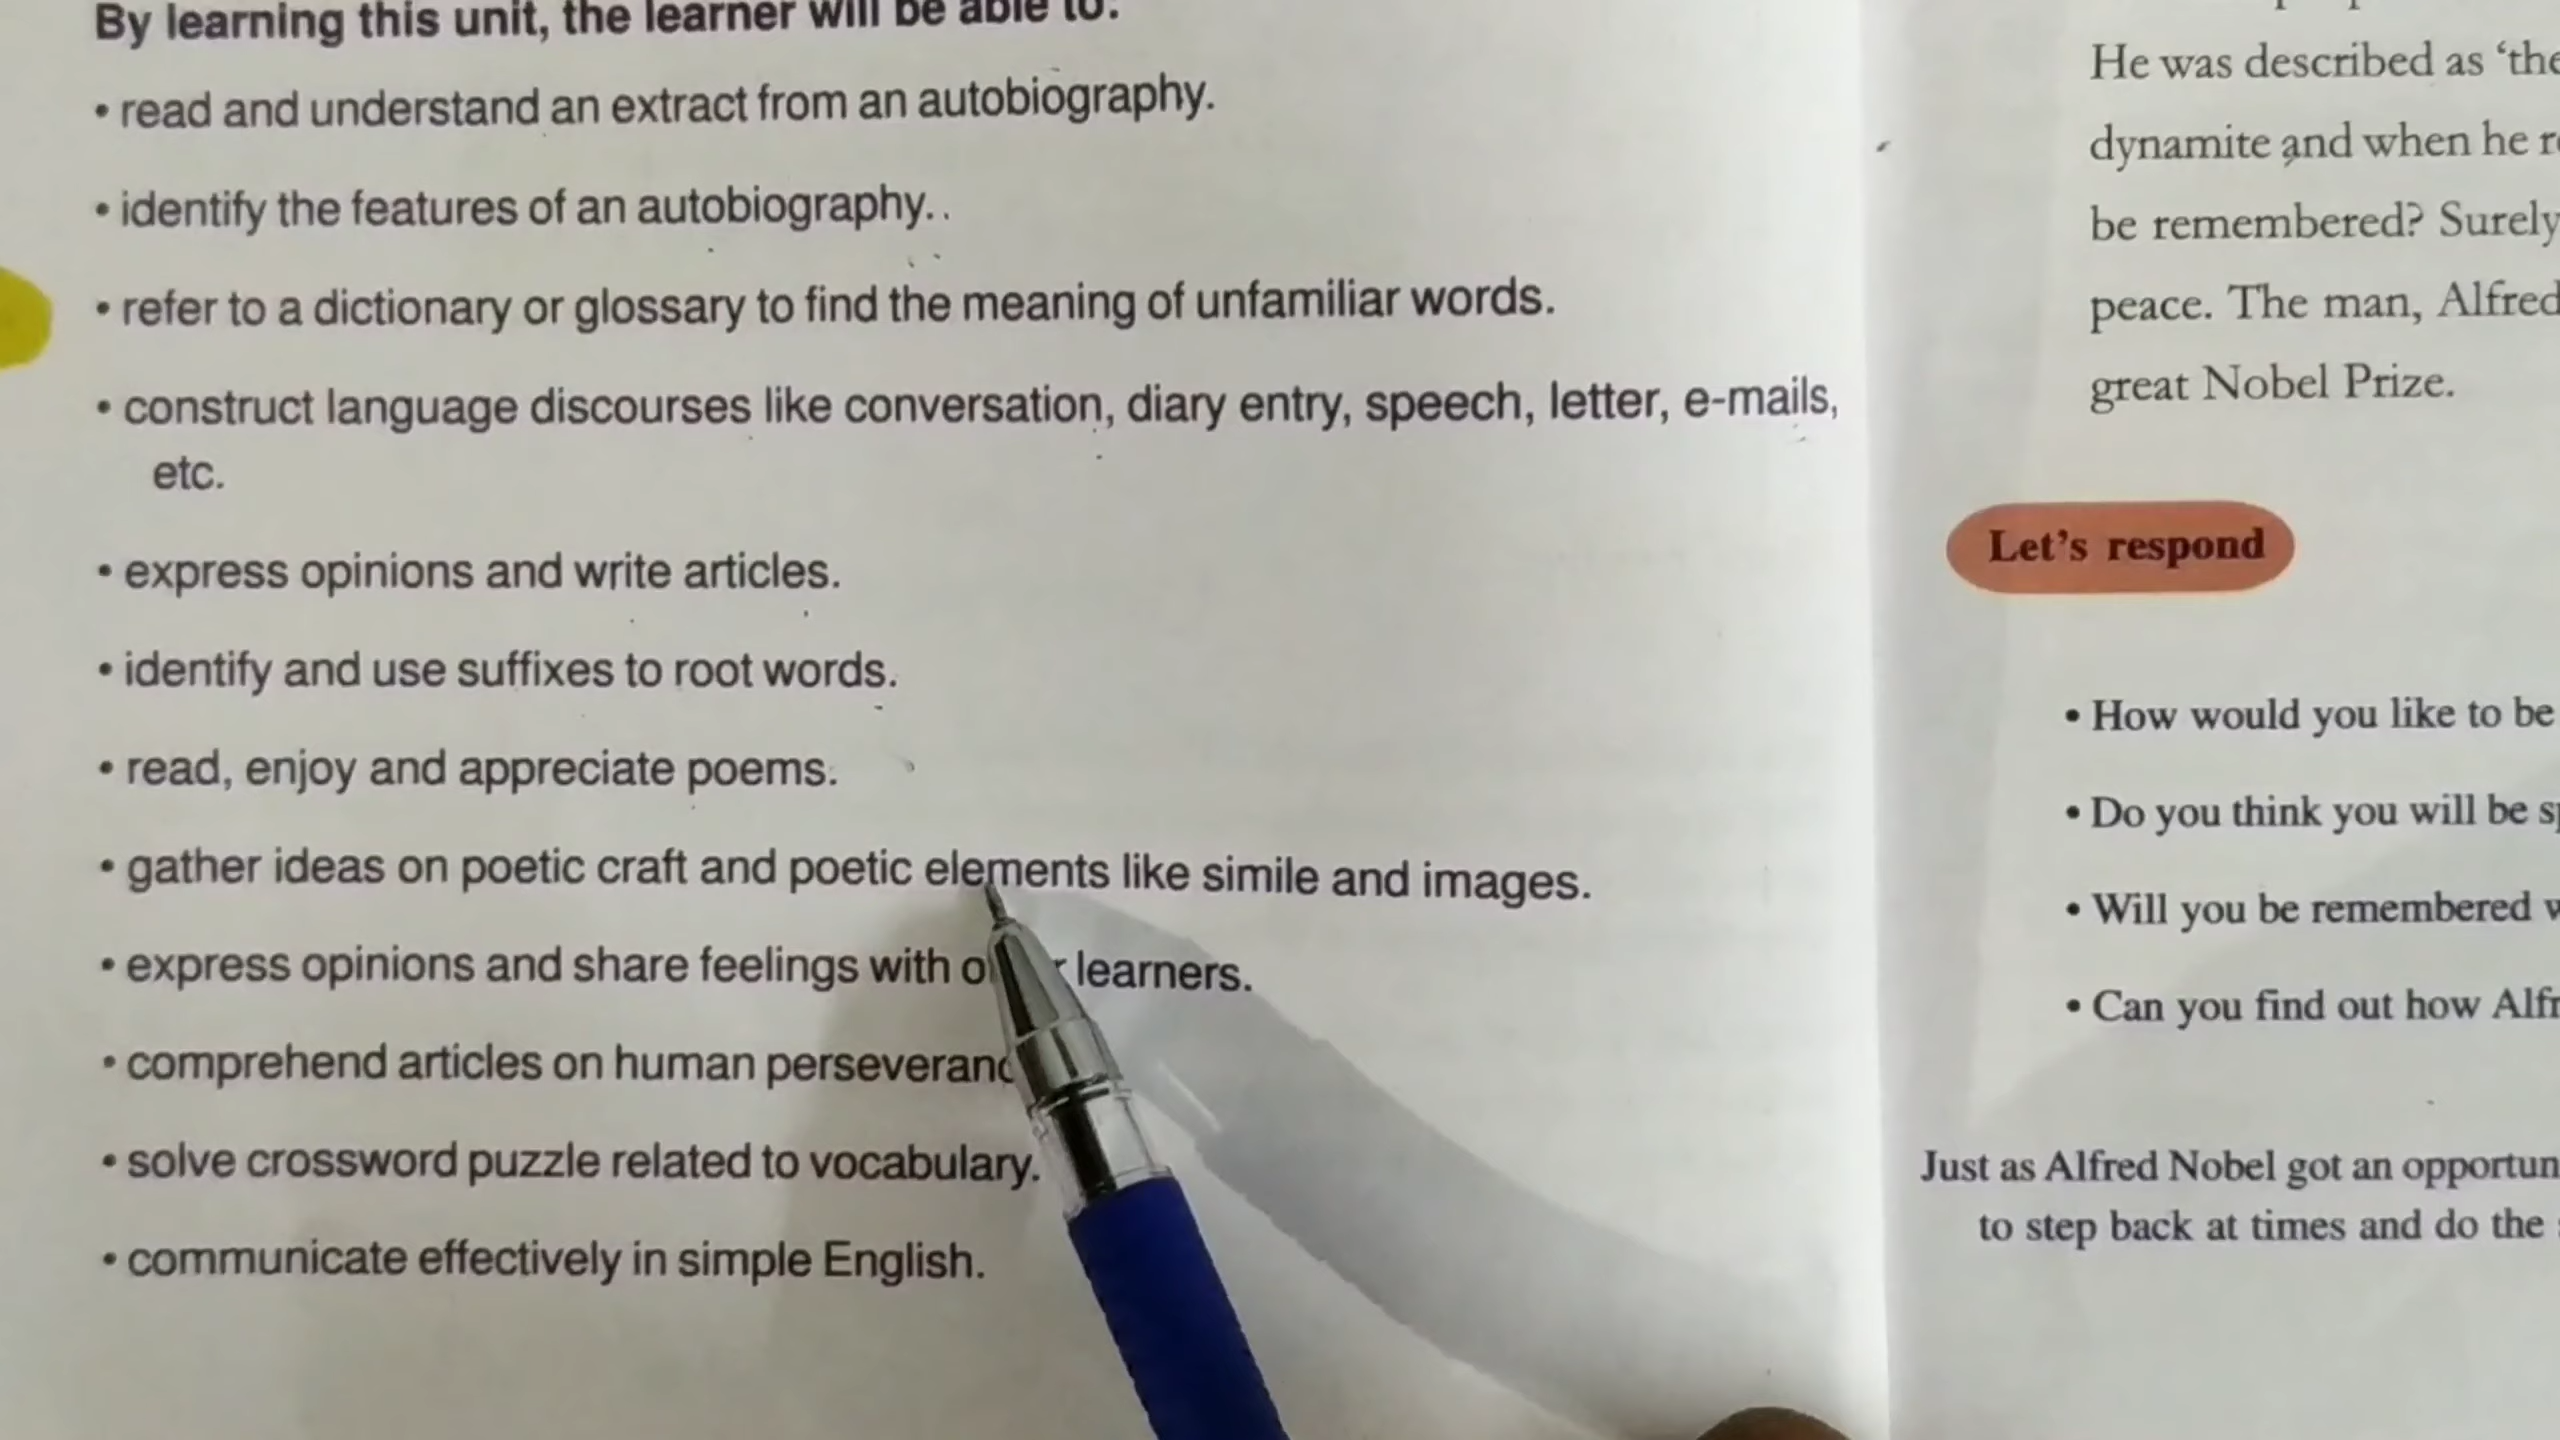 By learning this unit, the learner will be able to:
• read and understand an extract from an autobiography.
• identify the features of an autobiography..
• refer to a dictionary or glossary to find the meaning of unfamiliar words.
• construct language discourses like conversation, diary entry, speech, letter, e-mails,
etc.
• express opinions and write articles.
• identify and use suffixes to root words.
• read, enjoy and appreciate poems.
• gather ideas on poetic craft and poetic elements like simile and images.
• express opinions and share feelings with learners.
• comprehend articles on human
• solve crossword puzzle related to vocabulary.
• communicate effectively in simple English.
He was described as ‘the
dynamite and when he
be remembered? Surely
peace. The man, Alfred
great Nobel Prize.
Let's respond
• How would you like to be
• Do you think you will be
• Will you be remembered
• Can you find out how
Just as Alfred Nobel got an
to step back at times and do the